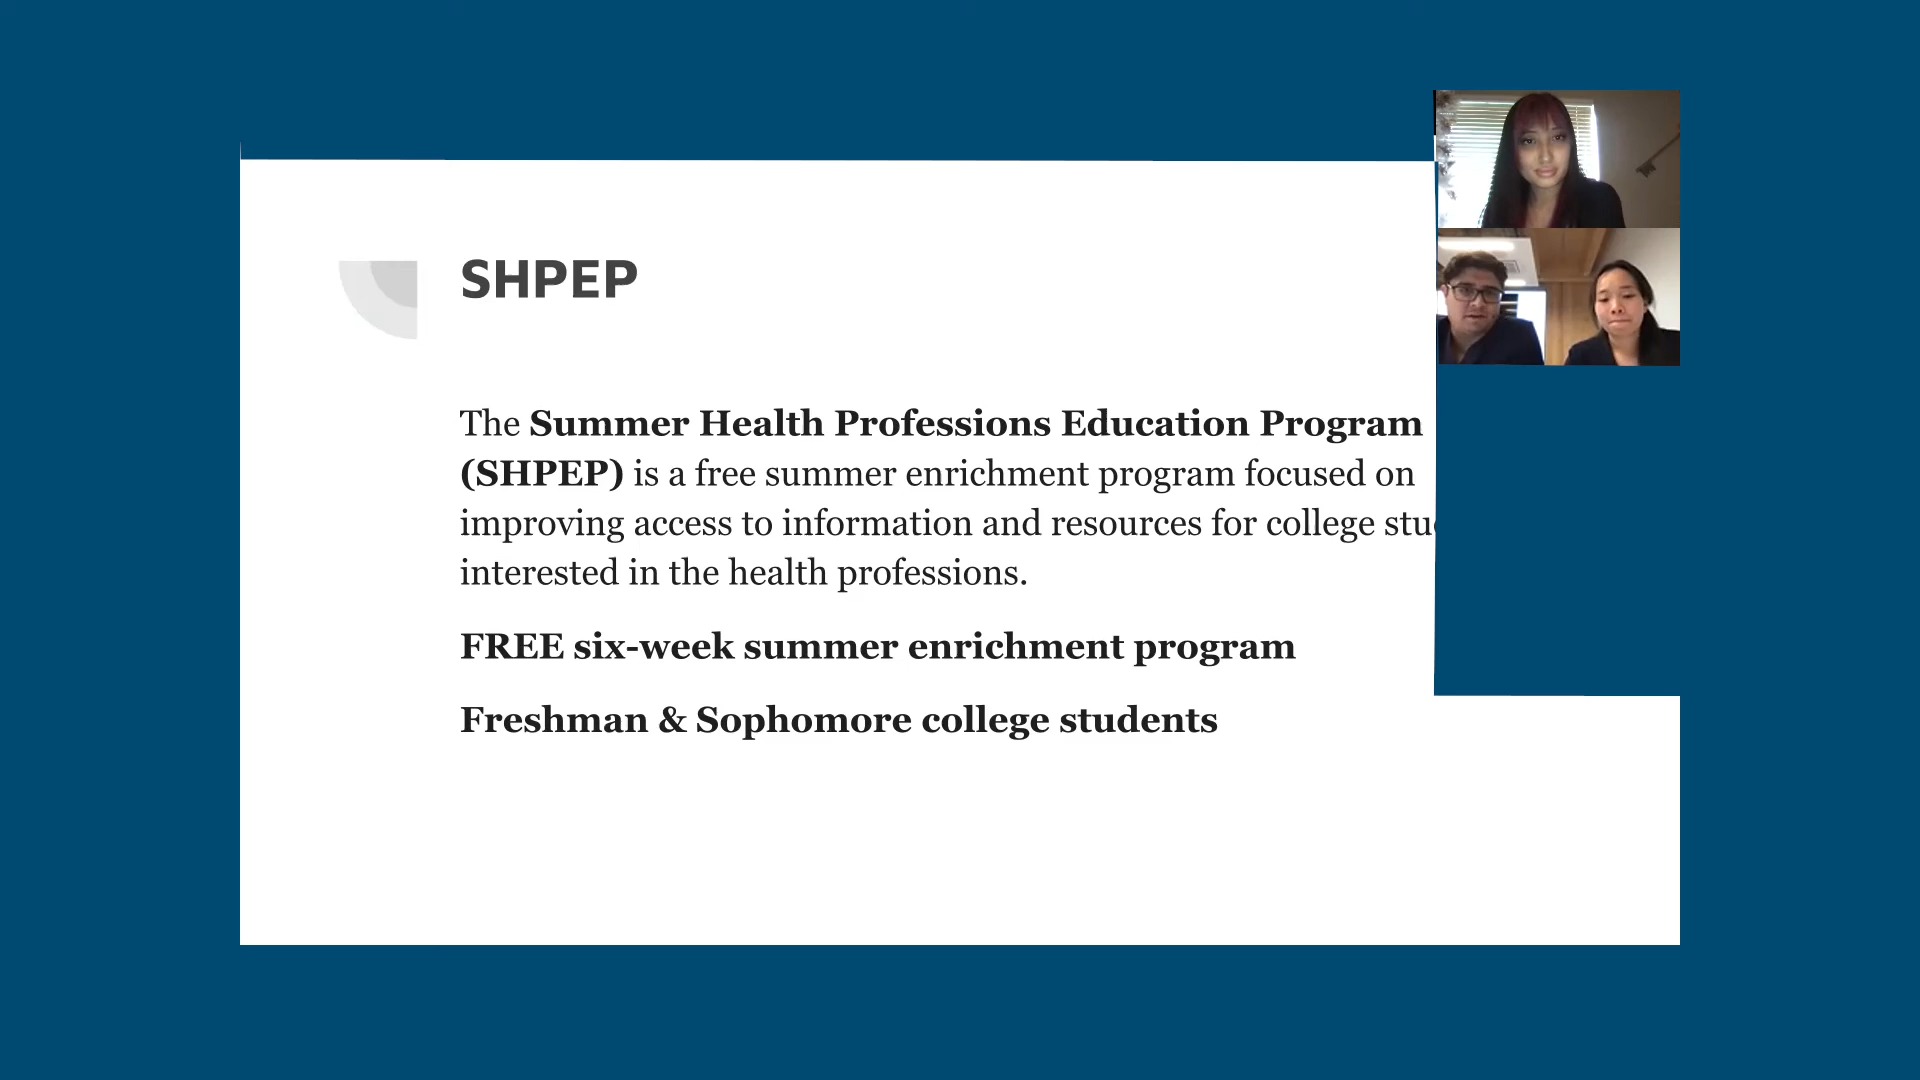 SHPEP
The Summer Health Professions Education Program
(SHPEP) is a free summer enrichment program focused on
improving access to information and resources for college
interested in the health professions.
FREE six-week summer enrichment program
Freshman & Sophomore college students